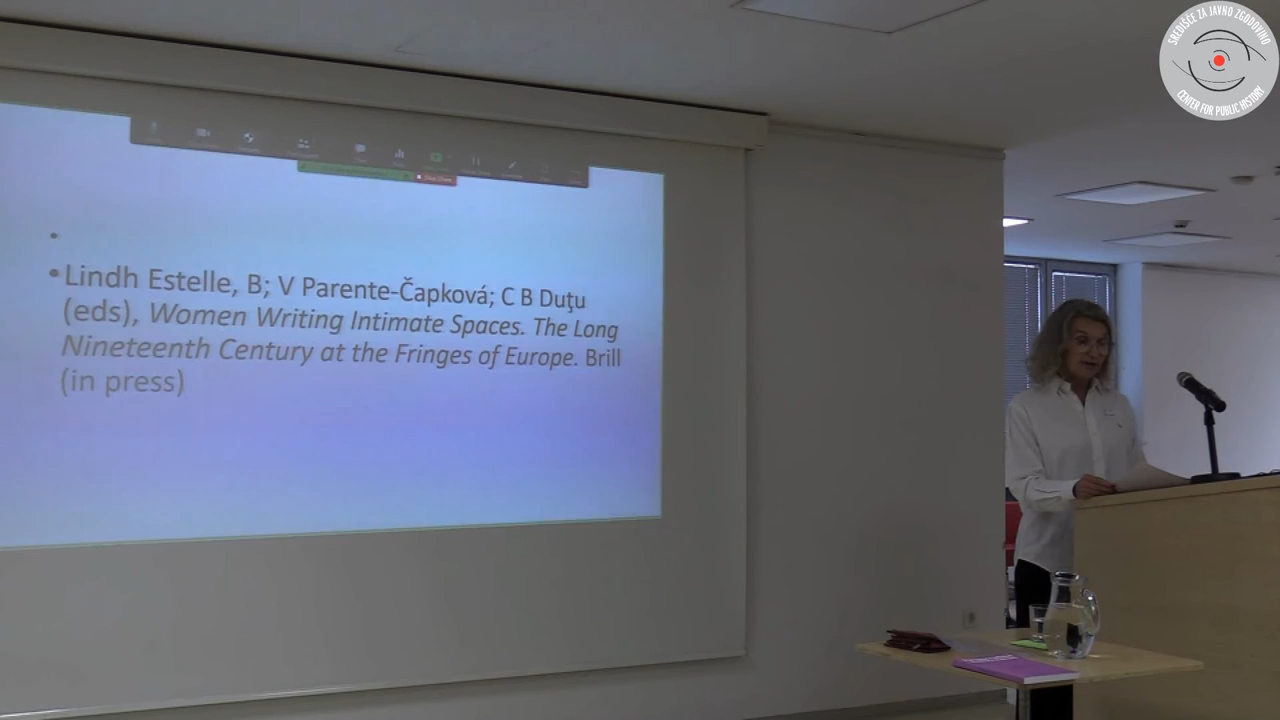 SREDIŠČE ZA JAVNO ZGODOVINO
CENTER FOR PUBLIC HISTORY
• Lindh Estelle, B; V Parente-Čapková; C B Duţu
(eds), Women Writing Intimate Spaces. The Long
Nineteenth Century at the Fringes of Europe. Brill
(in press)